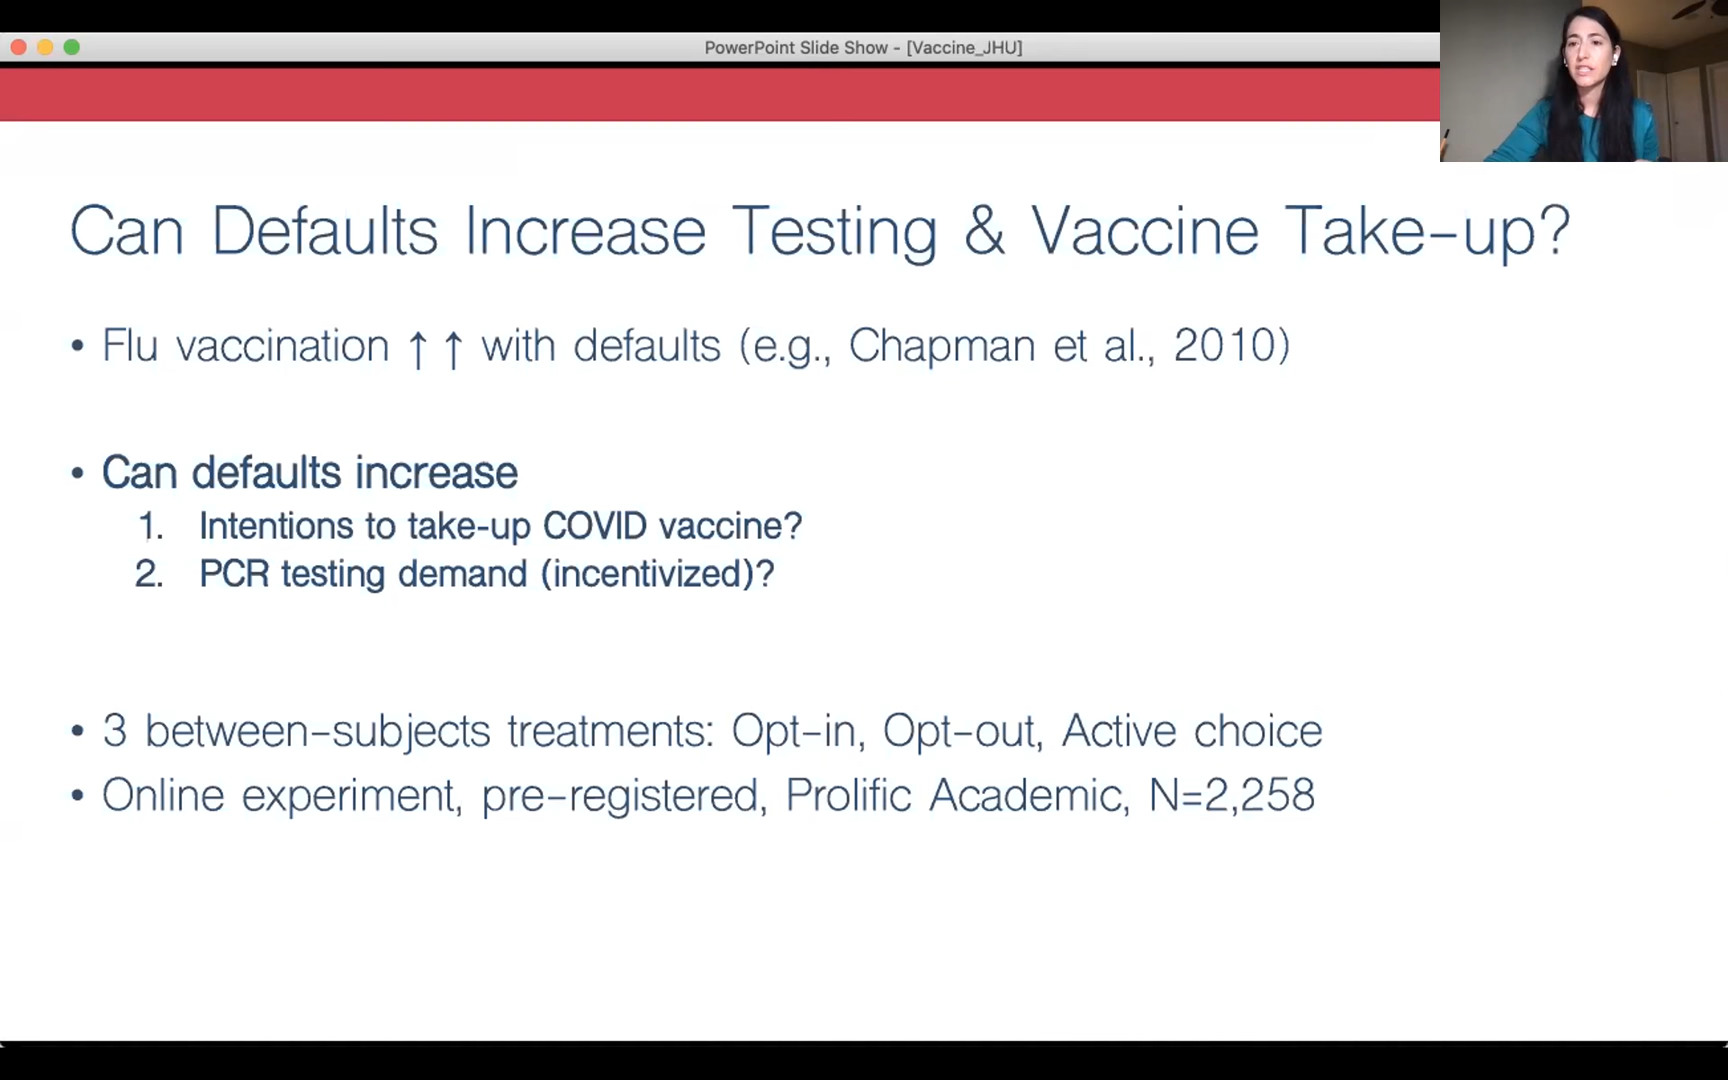 PowerPoint Slide Show - [Vaccine_JHU]
Can Defaults Increase Testing & Vaccine Take-up?
• Flu vaccination ↑ ↑ with defaults (e.g., Chapman et al., 2010)
• Can defaults increase
1. Intentions to take-up COVID vaccine?
2. PCR testing demand (incentivized)?
• 3 between-subjects treatments: Opt-in, Opt-out, Active choice
• Online experiment, pre-registered, Prolific Academic, N=2,258